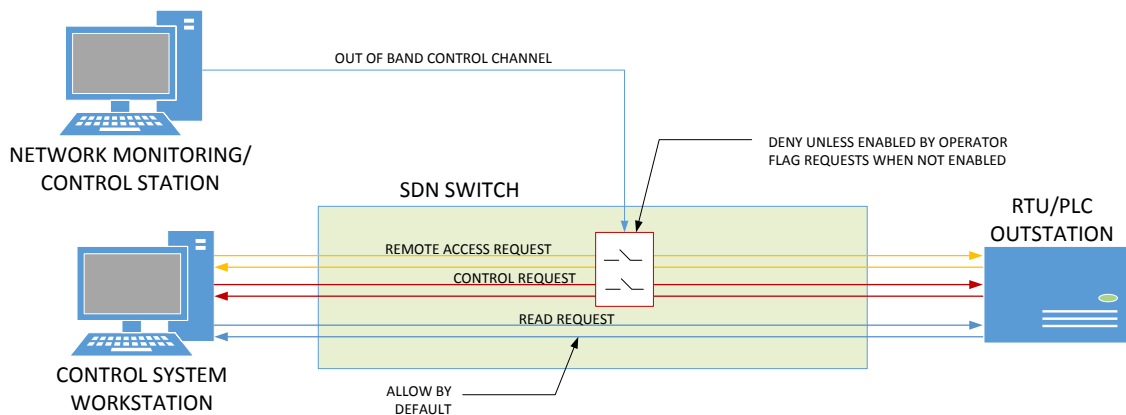 OUT OF BAND CONTROL CHANNEL
NETWORK MONITORING/
CONTROL STATION
DENY UNLESS ENABLED BY OPERATOR
FLAG REQUESTS WHEN NOT ENABLED
SDN SWITCH
RTU/PLC
OUTSTATION
REMOTE ACCESS REQUEST
CONTROL REQUEST
READ REQUEST
CONTROL SYSTEM
WORKSTATION
ALLOW BY
DEFAULT